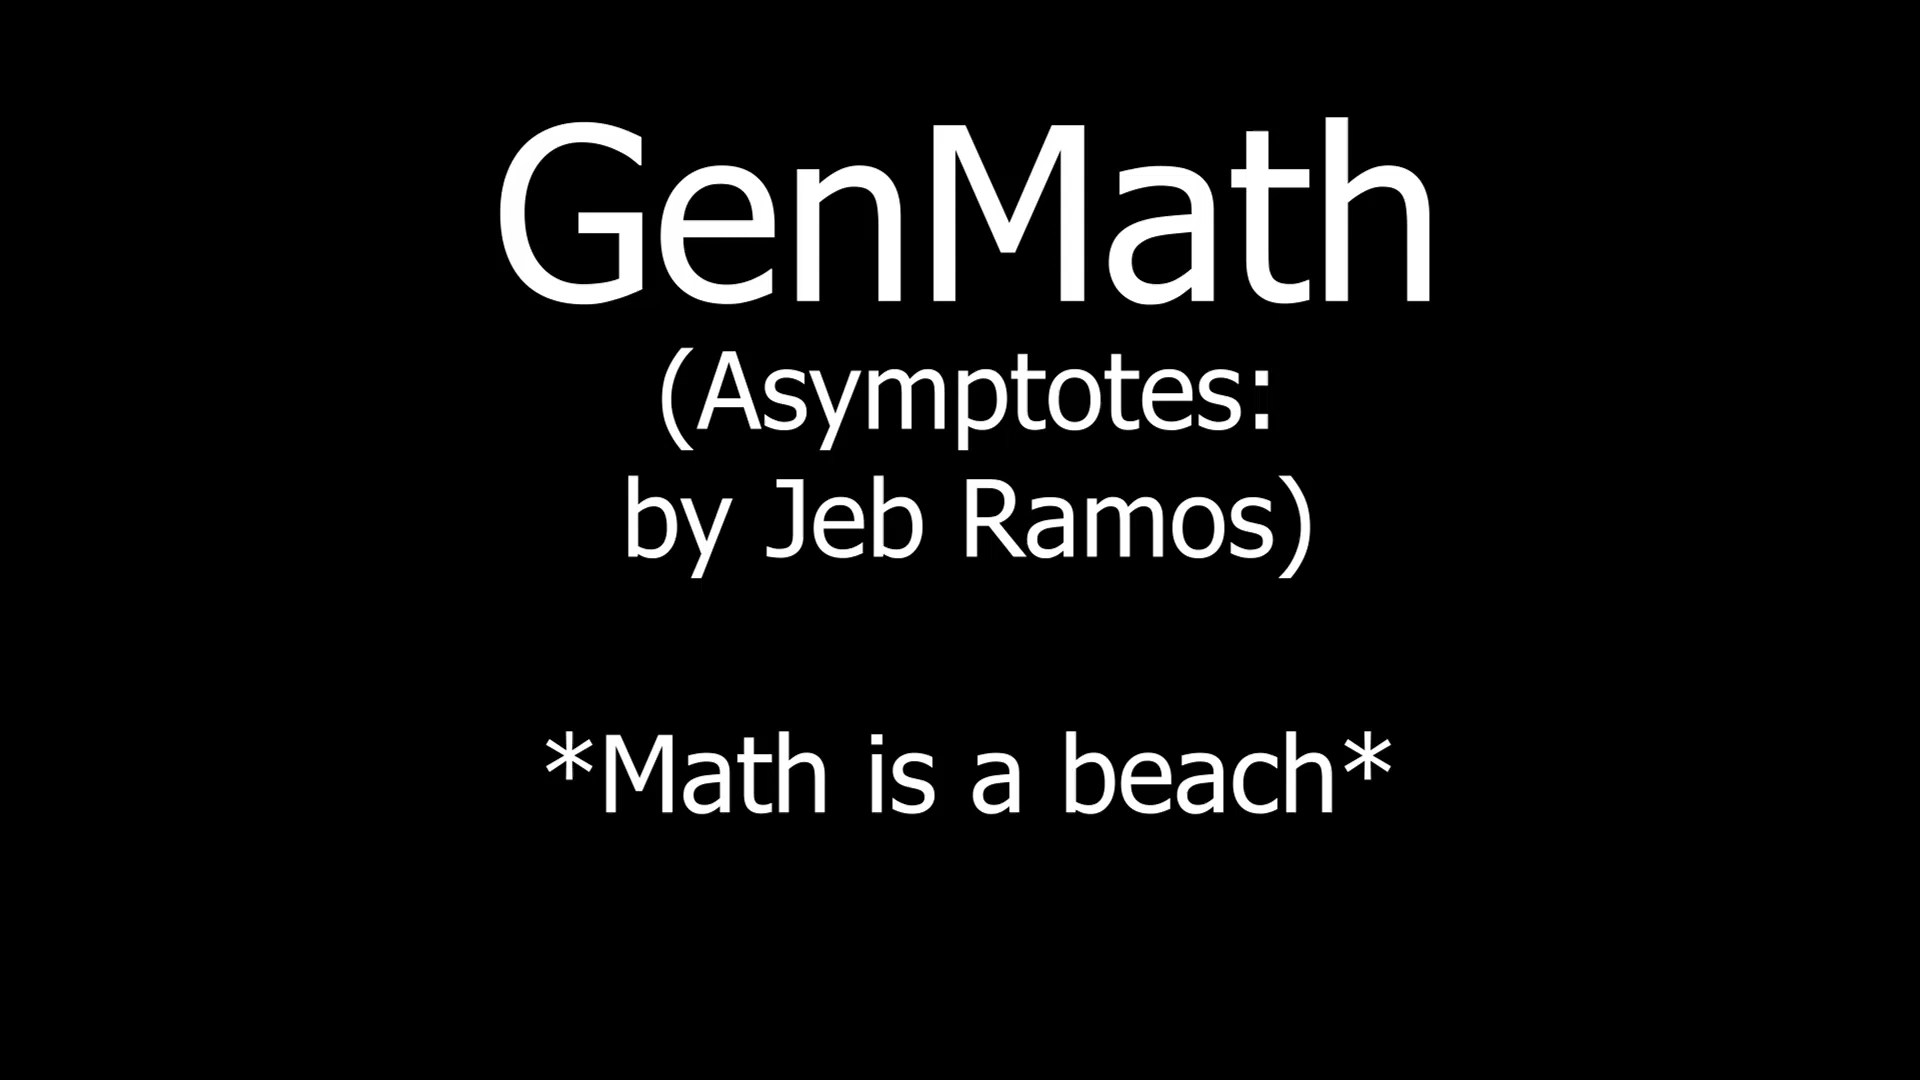 GenMath
(Asymptotes:
by Jeb Ramos)
*Math is a beach*